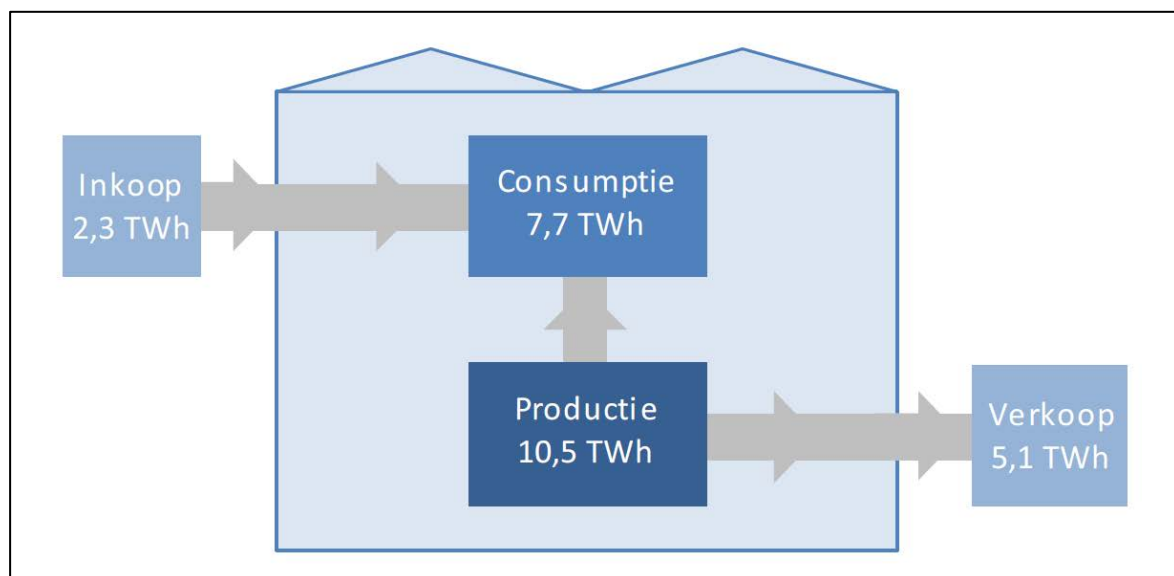 Inkoop
2,3 TWh
Consumptie
7,7 TWh
Productie
10,5 TWh
Verkoop
5,1 TWh